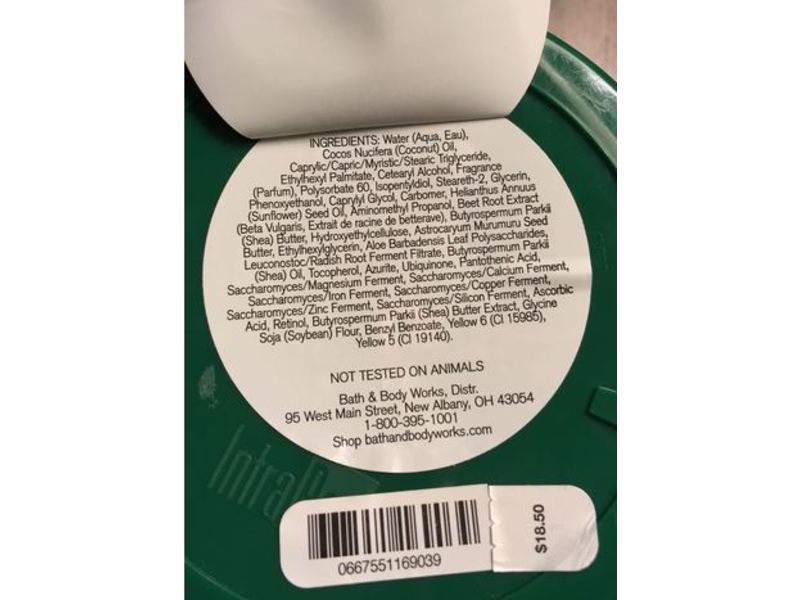 INGREDIENTS: Water (Aqua, Eau),
Cocos Nucifera (Coconut) Oil,
Caprylic/Capric/Myristic/Stearic Triglyceride,
Ethylhexyl Palmitate, Cetearyl Alcohol, Fragrance
(Parfum), Polysorbate 60, Isopentyldiol, Steareth-2, Glycerin,
Phenoxyethanol, Caprylyl Glycol, Carbomer, Helianthus Annuus
(Sunflower) Seed Oil, Aminomethyl Propanol, Beet Root Extract
(Beta Vulgaris, Extrait de racine de betterave), Butyrospermum Parkii
(Shea) Butter, Hydroxyethylcellulose, Astrocaryum Murumuru Seed
Butter, Ethylhexylglycerin, Aloe Barbadensis Leaf Polysaccharides,
Leuconostoc/Radish Root Ferment Filtrate, Butyrospermum Parkii
(Shea) Oil, Tocopherol, Azurite, Ubiquinone, Pantothenic Acid,
Saccharomyces/Magnesium Ferment, Saccharomyces/Calcium Ferment,
Saccharomyces/Iron Ferment, Saccharomyces/Copper Ferment,
Saccharomyces/Zinc Ferment, Saccharomyces/Silicon Ferment, Ascorbic
Acid, Retinol, Butyrospermum Parkii (Shea) Butter Extract, Glycine
Soja (Soybean) Flour, Benzyl Benzoate, Yellow 6 (CI 15985),
Yellow 5 (CI 19140).
NOT TESTED ON ANIMALS
Bath & Body Works, Distr.
95 West Main Street, New Albany, OH 43054
1-800-395-1001
Shop bathandbodyworks.com
0667551169039
$18.50